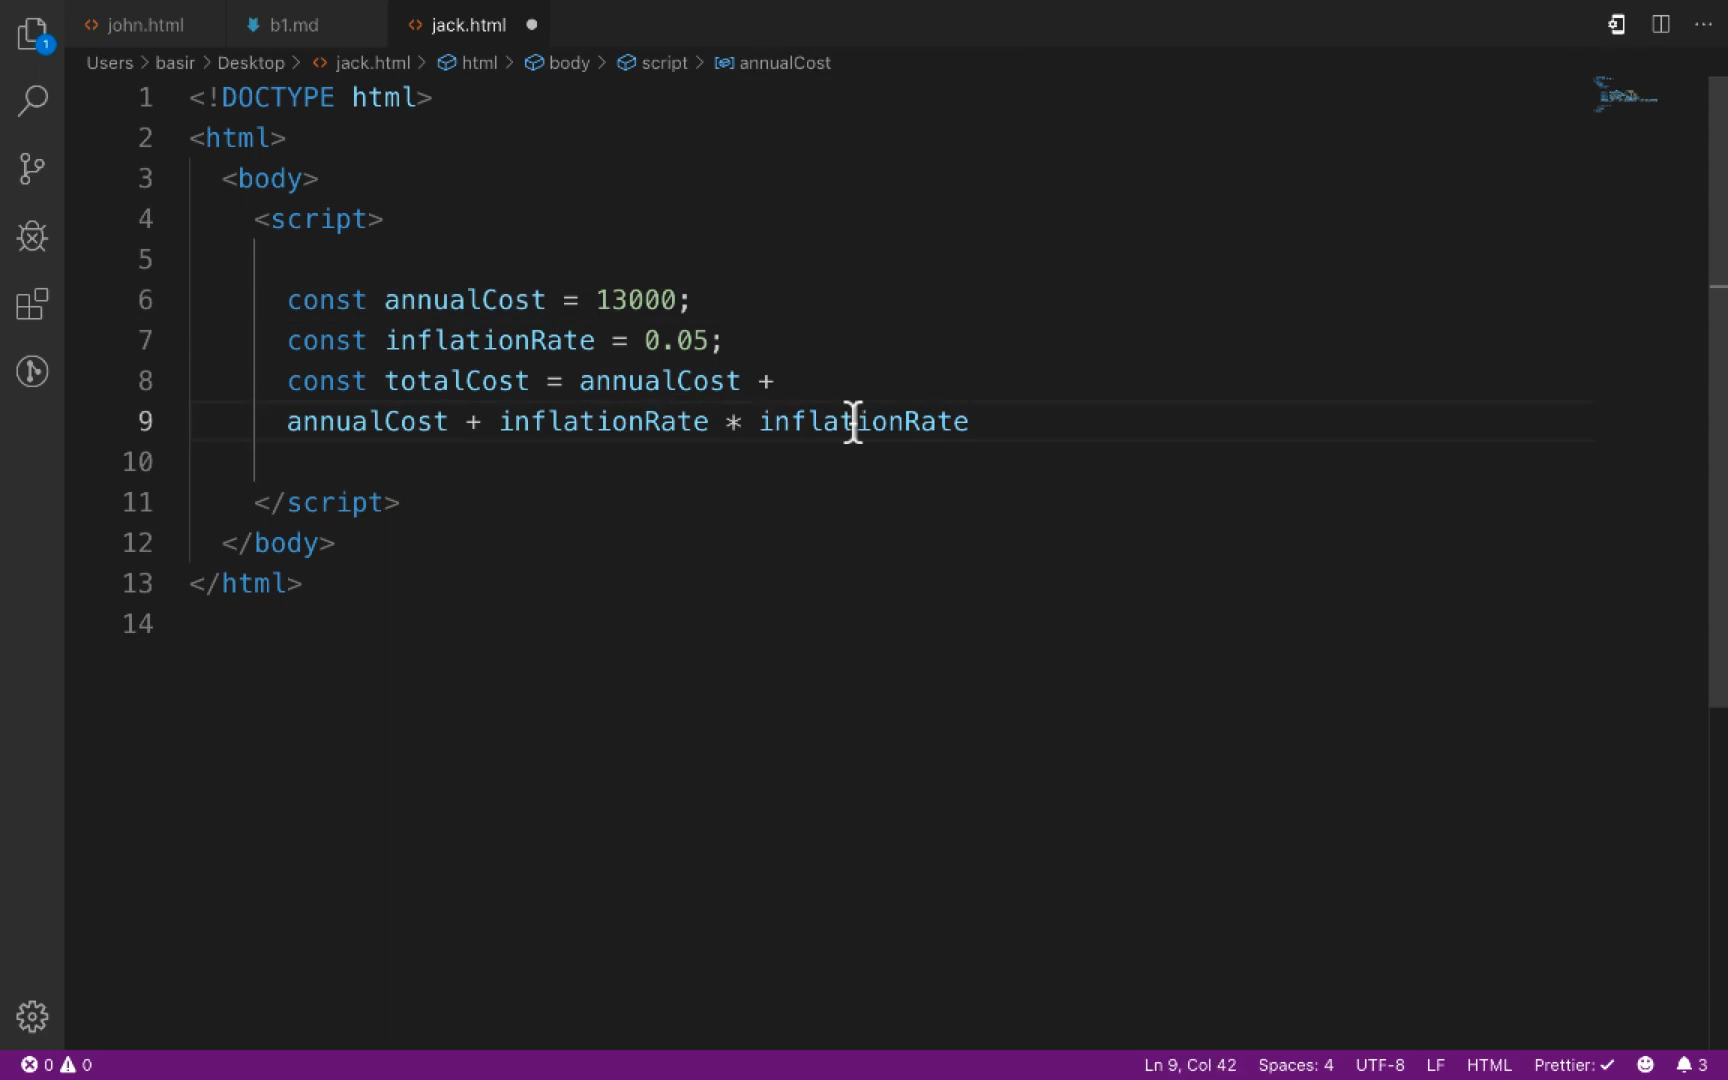 john.html b1.md jack.html
Users > basir > Desktop > jack.html > html > body > script > annualCost
1 <!DOCTYPE html>
2 <html>
3 <body>
4 <script>
5
6 const annualCost = 13000;
7 const inflationRate = 0.05;
8 const totalCost = annualCost +
9 annualCost + inflationRate * inflationRate
10
11 </script>
12 </body>
13 </html>
14
1
0 0 Ln 9, Col 42 Spaces: 4 UTF-8 LF HTML Prettier: ✓ 3